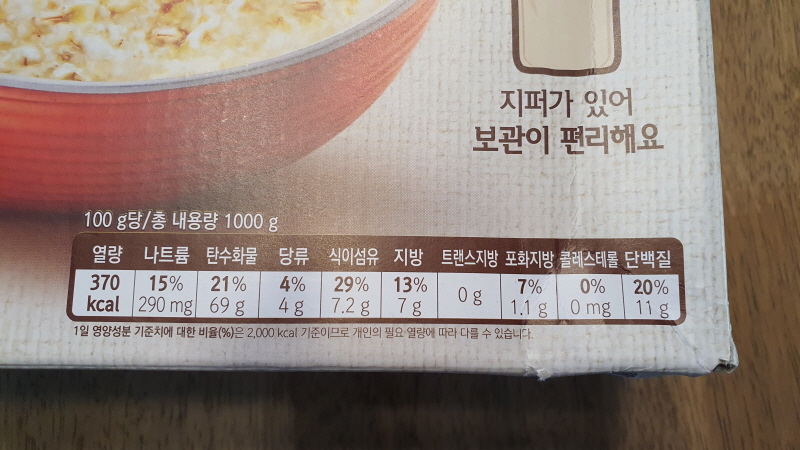 지퍼가 있어
보관이 편리해요
100 g당/총 내용량 1000 g
열량 나트륨 탄수화물 당류 식이섬유 지방 트랜스지방 포화지방 콜레스테롤 단백질
370 15% 21% 4% 29% 13% 0 g 7% 0% 20%
kcal 290 mg 69 g 4 g 7.2 g 7 g 1.1 g 0 mg 11 g
1일 영양성분 기준치에 대한 비율(%)은 2,000 kcal 기준이므로 개인의 필요 열량에 따라 다를 수 있습니다.